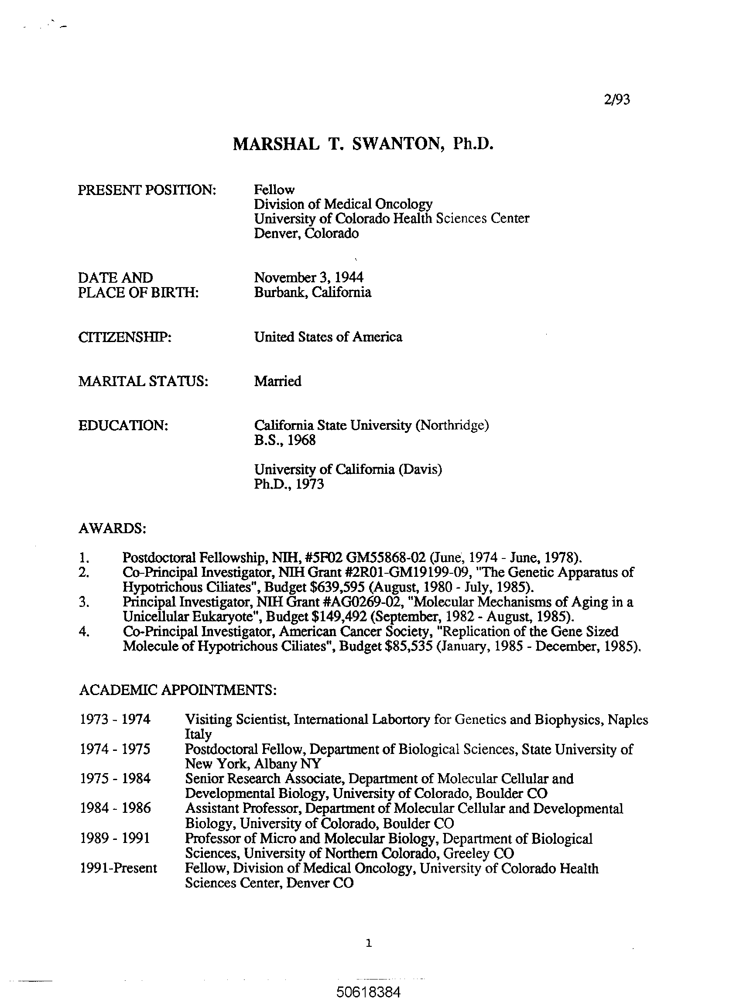 2/93
MARSHAL T. SWANTON, Ph.D.
PRESENT POSITION: Fellow
Division of Medical Oncology
University of Colorado Health Sciences Center
Denver, Colorado
DATE AND November 3, 1944
PLACE OF BIRTH: Burbank, California
CITIZENSHIP: United States of America
MARITAL STATUS: Married
EDUCATION: California State University (Northridge)
B.S., 1968
University of California (Davis)
Ph.D., 1973
AWARDS:
1. Postdoctoral Fellowship, NIH, #5F02 GM55868-02 (June, 1974 - June, 1978).
2. Co-Principal Investigator, NIH Grant #2R01-GM19199-09, "The Genetic Apparatus of
Hypotrichous Ciliates", Budget $639,595 (August, 1980 - July, 1985).
3. Principal Investigator, NIH Grant #AG0269-02, "Molecular Mechanisms of Aging in a
Unicellular Eukaryote", Budget $149,492 (September, 1982 - August, 1985).
4. Co-Principal Investigator, American Cancer Society, "Replication of the Gene Sized
Molecule of Hypotrichous Ciliates", Budget $85,535 (January, 1985 - December, 1985).
ACADEMIC APPOINTMENTS:
1973 - 1974 Visiting Scientist, International Labortory for Genetics and Biophysics, Naples
Italy
1974 - 1975 Postdoctoral Fellow, Department of Biological Sciences, State University of
New York, Albany NY
1975 - 1984 Senior Research Associate, Department of Molecular Cellular and
Developmental Biology, University of Colorado, Boulder CO
1984 - 1986 Assistant Professor, Department of Molecular Cellular and Developmental
Biology, University of Colorado, Boulder CO
1989 - 1991 Professor of Micro and Molecular Biology, Department of Biological
Sciences, University of Northern Colorado, Greeley CO
1991-Present Fellow, Division of Medical Oncology, University of Colorado Health
Sciences Center, Denver CO
1
50618384